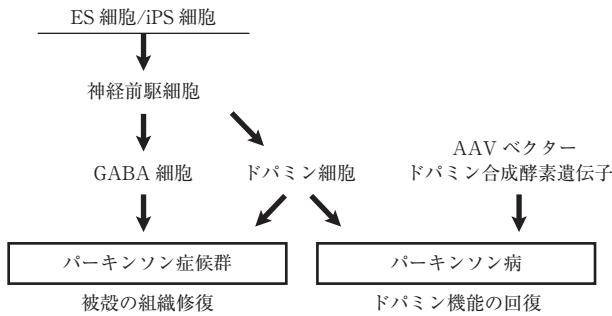 ES 細胞/iPS 細胞
神経前駆細胞
GABA 細胞
ドパミン細胞
AAV ベクター
ドパミン合成酵素遺伝子
パーキンソン症候群
パーキンソン病
被殻の組織修復
ドパミン機能の回復